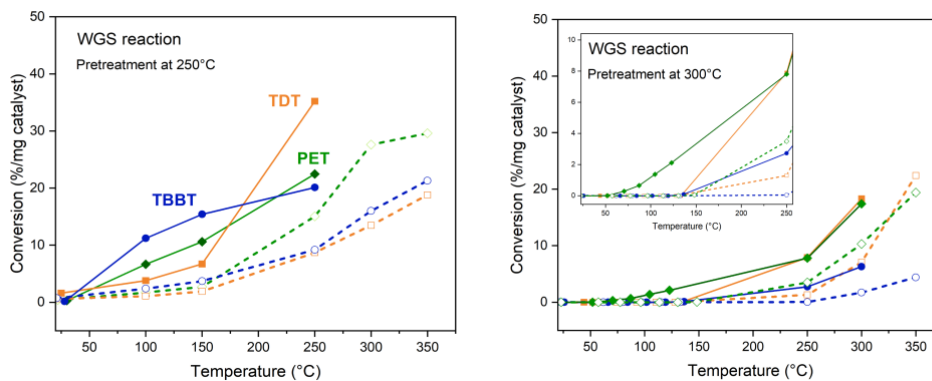 50
40
30
20
10
0
Conversion (%/mg catalyst)
WGS reaction
Pretreatment at 250°C
TDT
PET
TBBT
50 100 150 200 250 300 350
Temperature (°C)
50
40
30
20
10
0
Conversion (%/mg catalyst)
10
8
6
4
2
0
WGS reaction
Pretreatment at 300°C
50 100 150 200 250
Temperature (°C)
50 100 150 200 250 300 350
Temperature (°C)